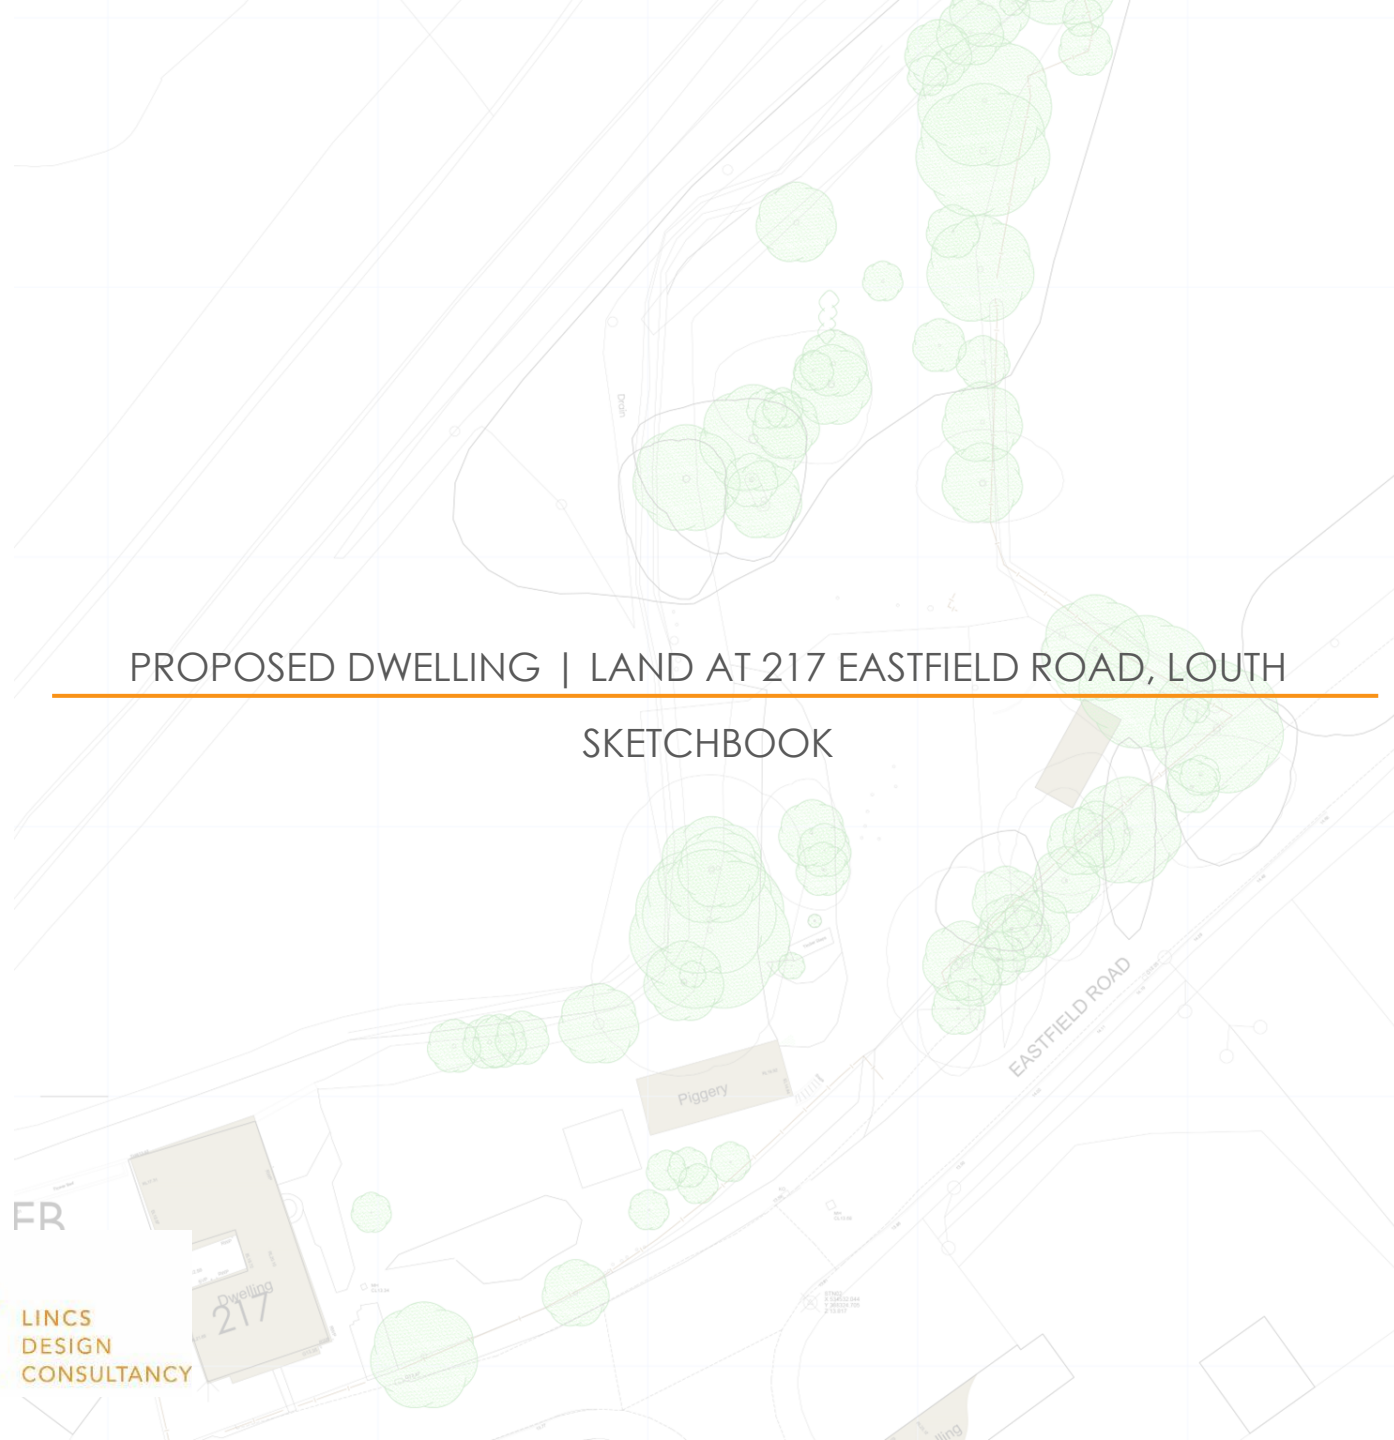 Drain
PROPOSED DWELLING | LAND AT 217 EASTFIELD ROAD, LOUTH
SKETCHBOOK
EASTFIELD ROAD
Piggery
Dwelling
217
LINCS
DESIGN
CONSULTANCY